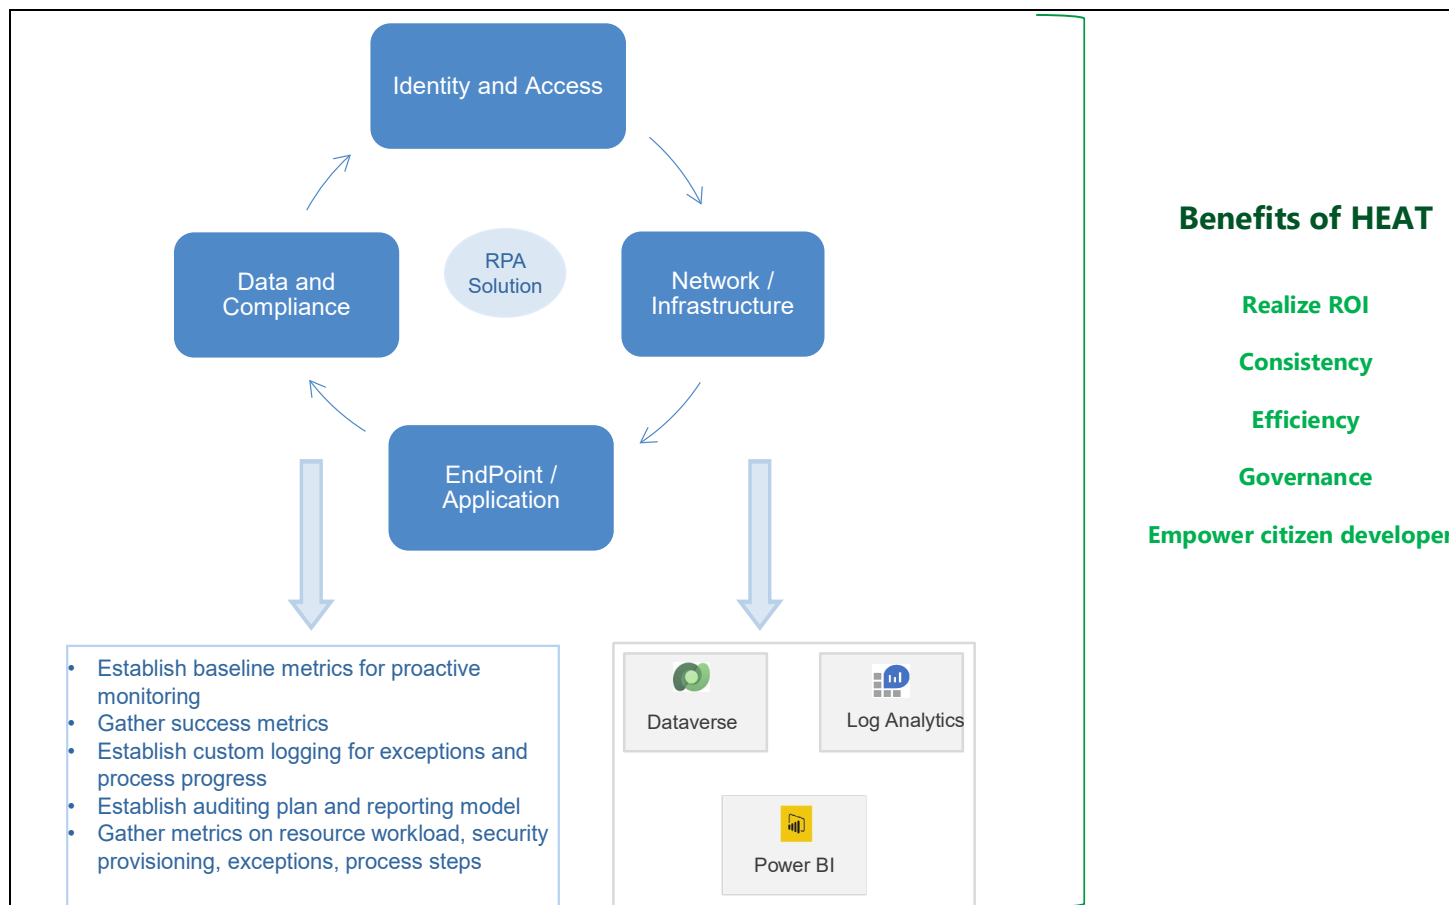 Identity and Access
Data and
Compliance
RPA
Solution
Network /
Infrastructure
EndPoint /
Application
• Establish baseline metrics for proactive
monitoring
• Gather success metrics
• Establish custom logging for exceptions and
process progress
• Establish auditing plan and reporting model
• Gather metrics on resource workload, security
provisioning, exceptions, process steps
Dataverse
Log Analytics
Power BI
Benefits of HEAT
Realize ROI
Consistency
Efficiency
Governance
Empower citizen developer